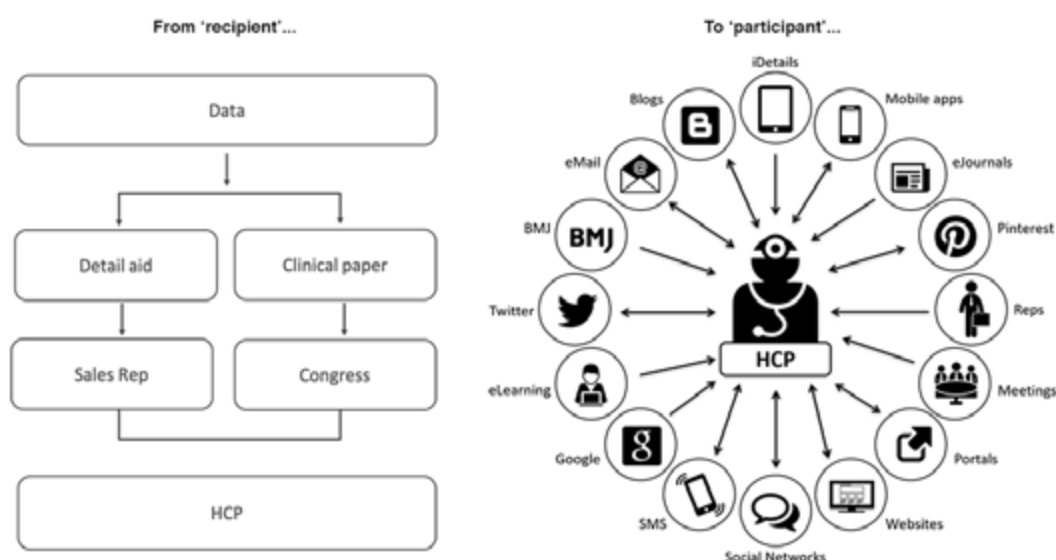 From ‘recipient’...
Data
Detail aid
Clinical paper
Sales Rep
Congress
HCP
To ‘participant’...
iDetails
Blogs
Mobile apps
eMail
@
eJournals
BMJ
BMJ
Pinterest
Twitter
Reps
HCP
eLearning
Meetings
Google
g
Portals
SMS
Websites
Social Networks